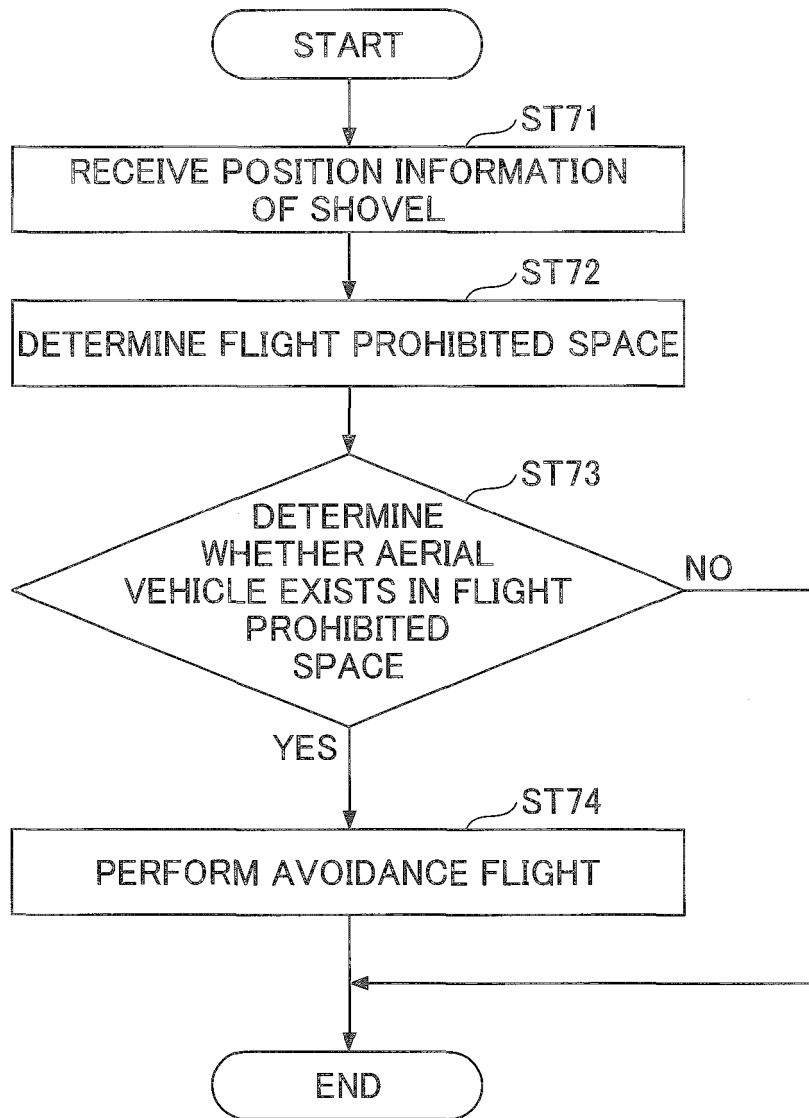 START
ST71
RECEIVE POSITION INFORMATION
OF SHOVEL
ST72
DETERMINE FLIGHT PROHIBITED SPACE
ST73
DETERMINE
WHETHER AERIAL
VEHICLE EXISTS IN FLIGHT
PROHIBITED
SPACE
NO
YES
ST74
PERFORM AVOIDANCE FLIGHT
END